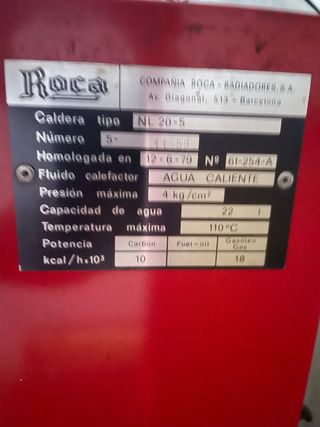 Roca
COMPAÑIA ROCA - RADIADORES, S.A.
Av. Diagonal, 513 - Barcelona
Caldera tipo NL 20-5
Número 5-
Homologada en 12-6-79 Nº 61-254-A
Fluido calefactor AGUA CALIENTE
Presión máxima 4 kg/cm²
Capacidad de agua 22 l
Temperatura máxima 110ºC
Potencia Carbón Fuel-oil Gasóleo Gas
kcal/h×10³ 10 18